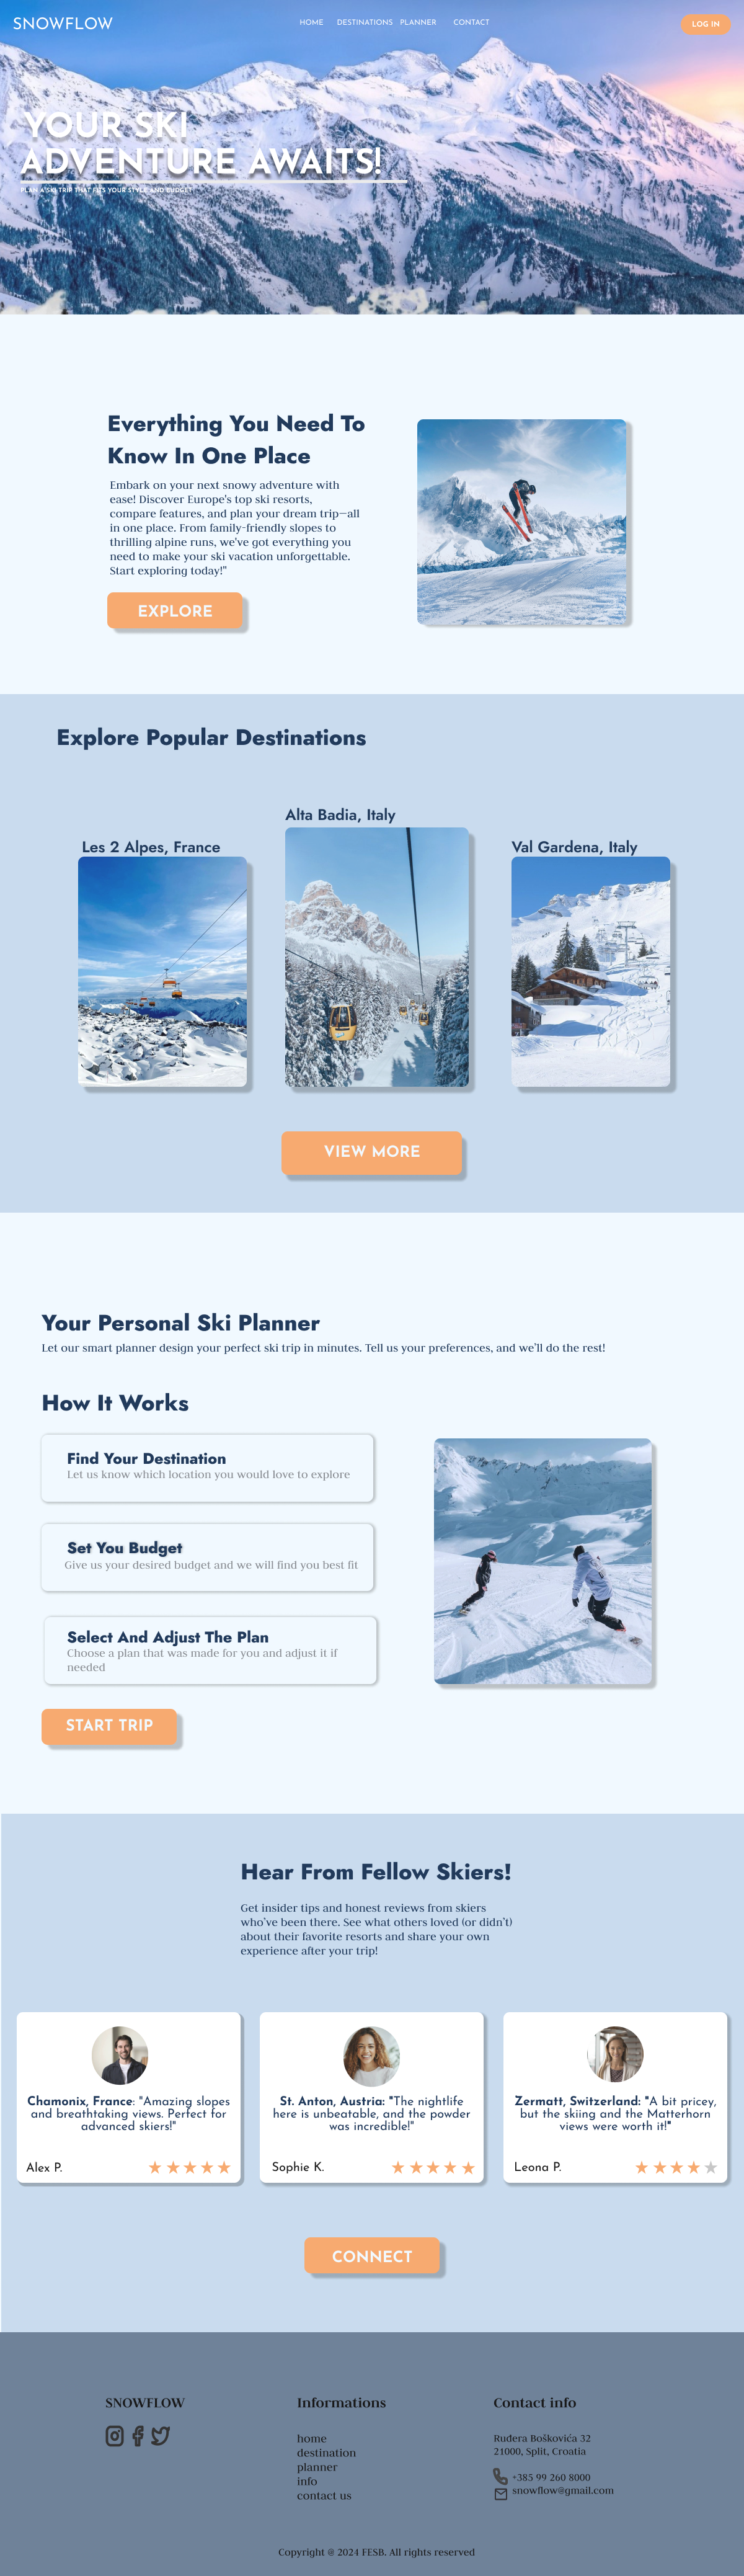 SNOWFLOW
HOME DESTINATIONS PLANNER CONTACT
LOG IN
YOUR SKI
ADVENTURE AWAITS!
PLAN A SKI TRIP THAT FITS YOUR STYLE AND BUDGET
Everything You Need To
Know In One Place
Embark on your next snowy adventure with
ease! Discover Europe's top ski resorts,
compare features, and plan your dream trip—all
in one place. From family-friendly slopes to
thrilling alpine runs, we've got everything you
need to make your ski vacation unforgettable.
Start exploring today!"
EXPLORE
Explore Popular Destinations
Les 2 Alpes, France
Alta Badia, Italy
Val Gardena, Italy
VIEW MORE
Your Personal Ski Planner
Let our smart planner design your perfect ski trip in minutes. Tell us your preferences, and we'll do the rest!
How It Works
Find Your Destination
Let us know which location you would love to explore
Set You Budget
Give us your desired budget and we will find you best fit
Select And Adjust The Plan
Choose a plan that was made for you and adjust it if
needed
START TRIP
Hear From Fellow Skiers!
Get insider tips and honest reviews from skiers
who've been there. See what others loved (or didn't)
about their favorite resorts and share your own
experience after your trip!
Chamonix, France: "Amazing slopes
and breathtaking views. Perfect for
advanced skiers!"
Alex P.
St. Anton, Austria: "The nightlife
here is unbeatable, and the powder
was incredible!"
Sophie K.
Zermatt, Switzerland: "A bit pricey,
but the skiing and the Matterhorn
views were worth it!"
Leona P.
CONNECT
SNOWFLOW
Informations
home
destination
planner
info
contact us
Contact info
Ruđera Boškovića 32
21000, Split, Croatia
+385 99 260 8000
snowflow@gmail.com
Copyright @ 2024 FESB. All rights reserved